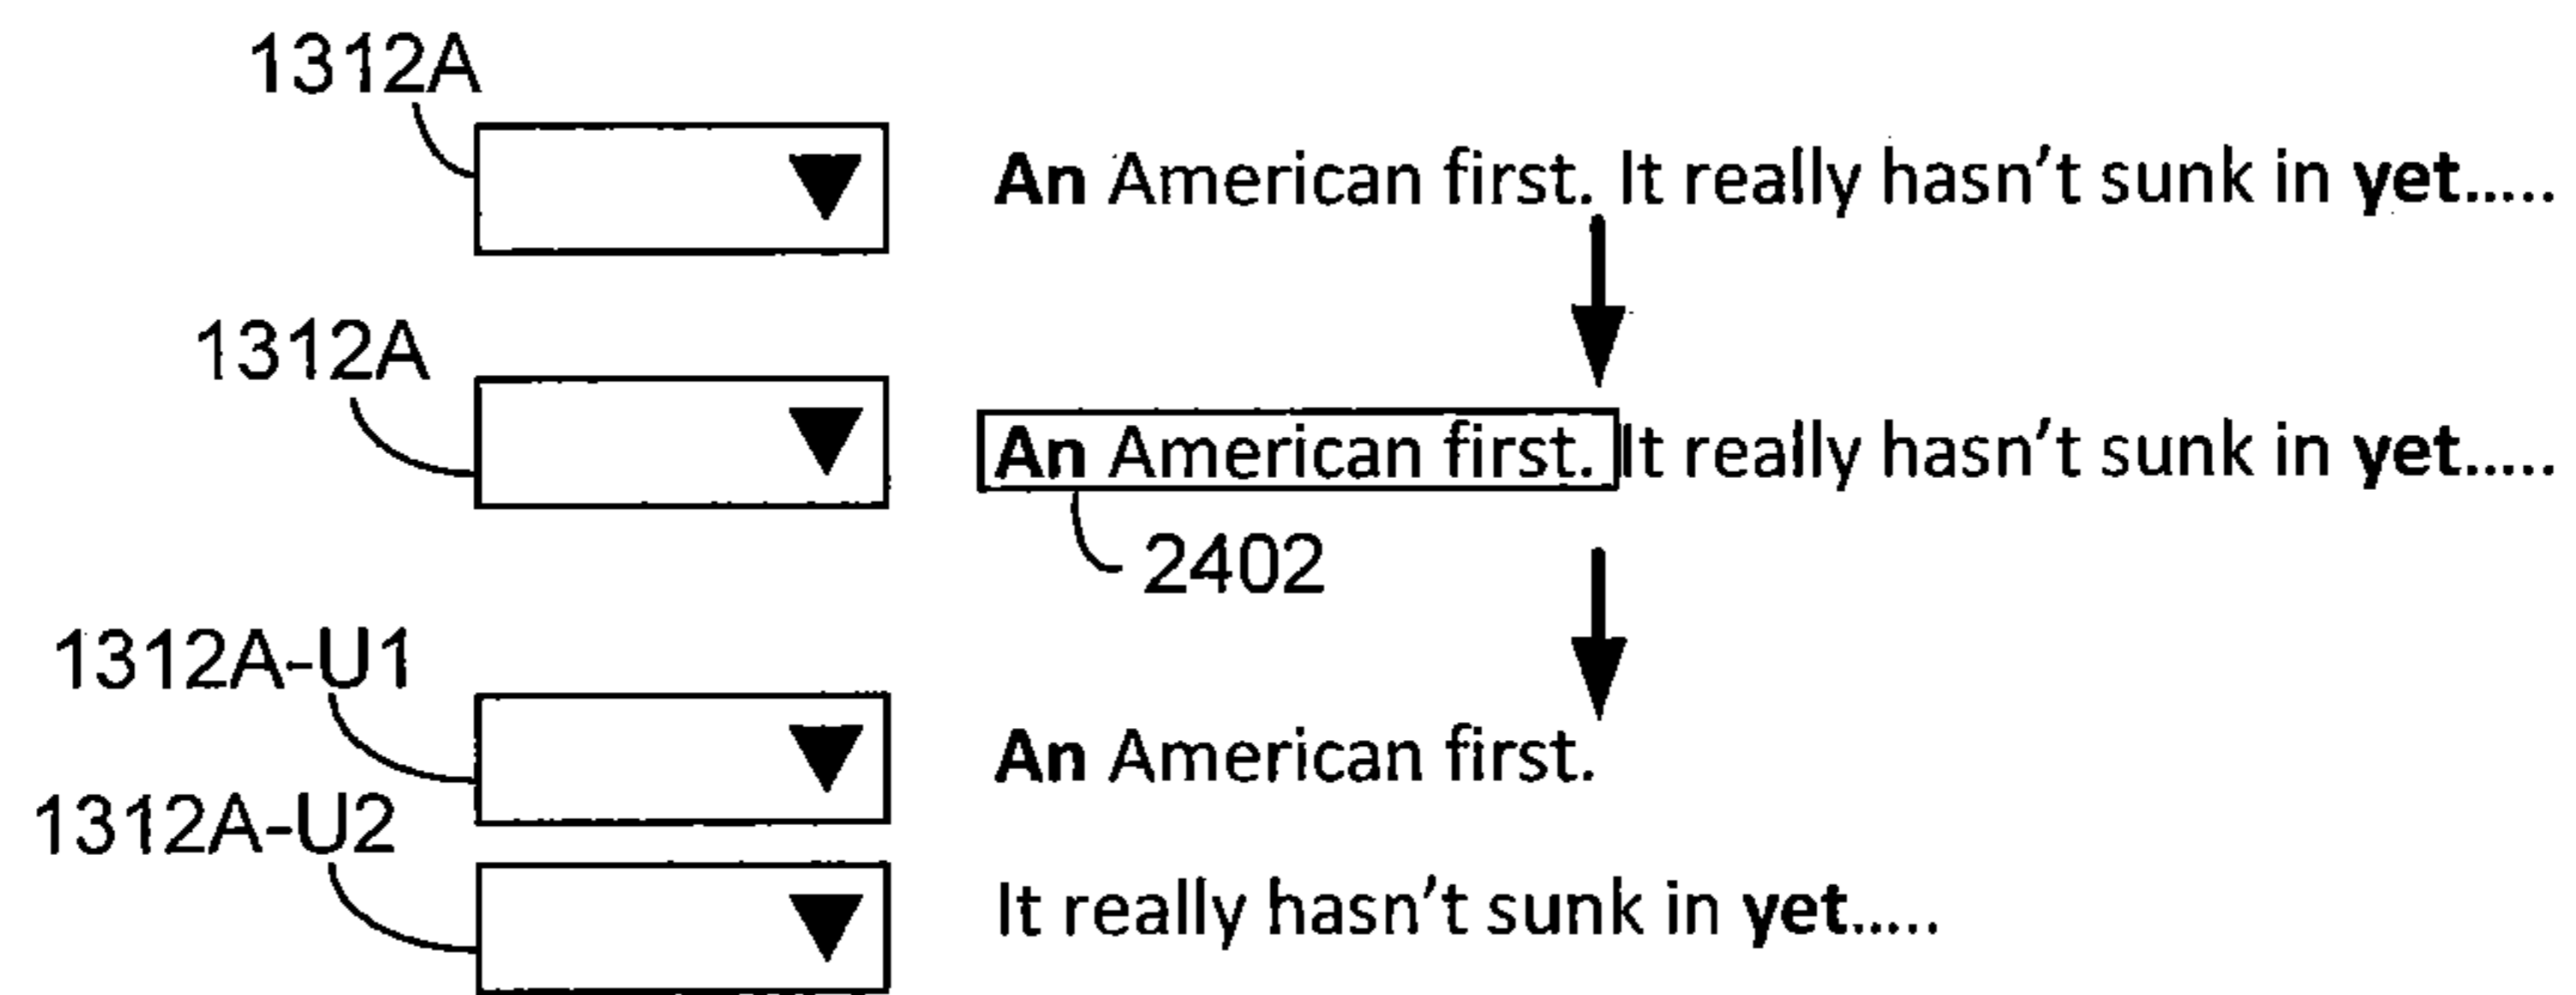 1312A
An American first. It really hasn't sunk in yet.....
1312A
An American first. It really hasn't sunk in yet.....
2402
1312A-U1
An American first.
1312A-U2
It really hasn't sunk in yet.....